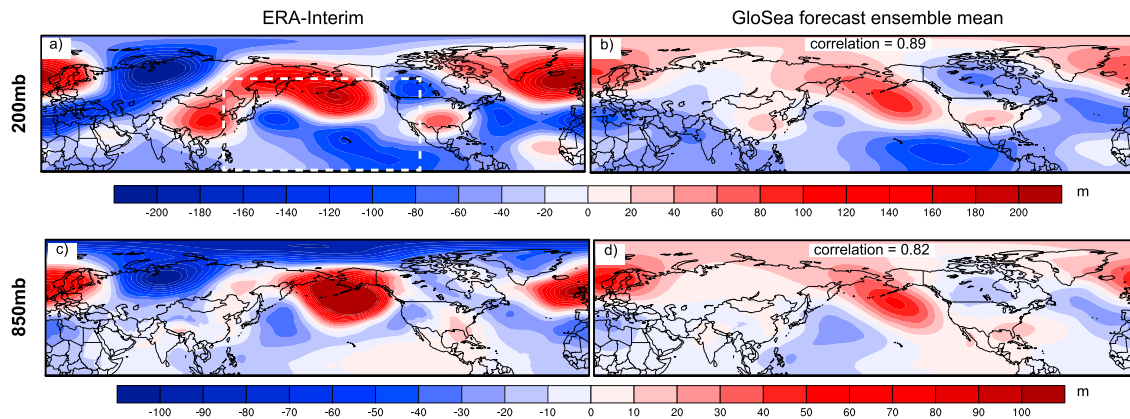 ERA-Interim
GloSea forecast ensemble mean
200mb
a)
b)
correlation = 0.89
-200 -180 -160 -140 -120 -100 -80 -60 -40 -20 0 20 40 60 80 100 120 140 160 180 200
m
850mb
c)
d)
correlation = 0.82
-100 -90 -80 -70 -60 -50 -40 -30 -20 -10 0 10 20 30 40 50 60 70 80 90 100
m